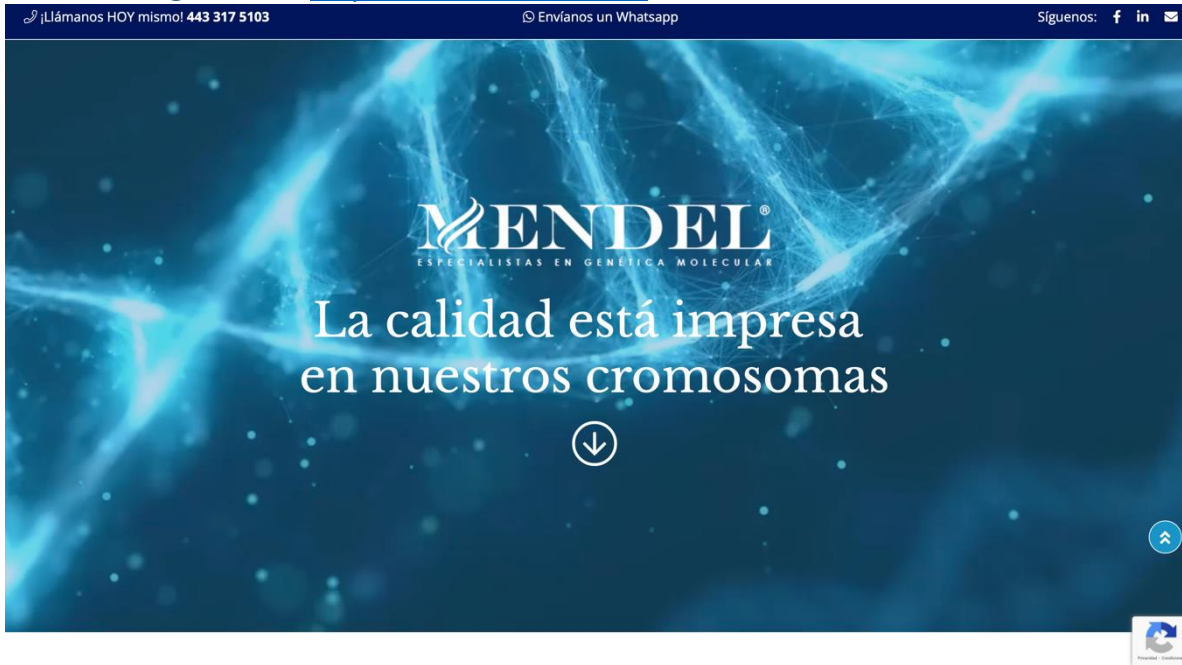 ¡Llámanos HOY mismo! 443 317 5103
Envíanos un Whatsapp
Síguenos:
MENDEL®
ESPECIALISTAS EN GENÉTICA MOLECULAR
La calidad está impresa
en nuestros cromosomas